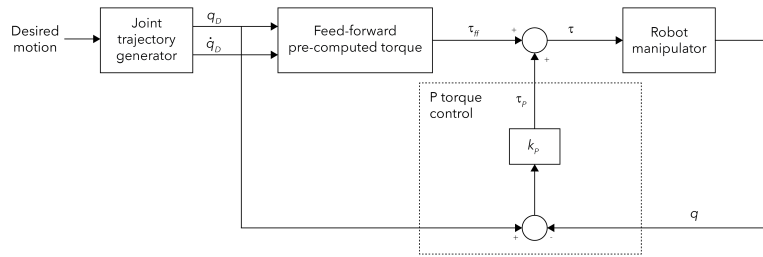 Desired
motion
Joint
trajectory
generator
q_D
q̇_D
Feed-forward
pre-computed torque
τ_ff
+
+
τ
Robot
manipulator
P torque
control
τ_P
k_P
q
+
-